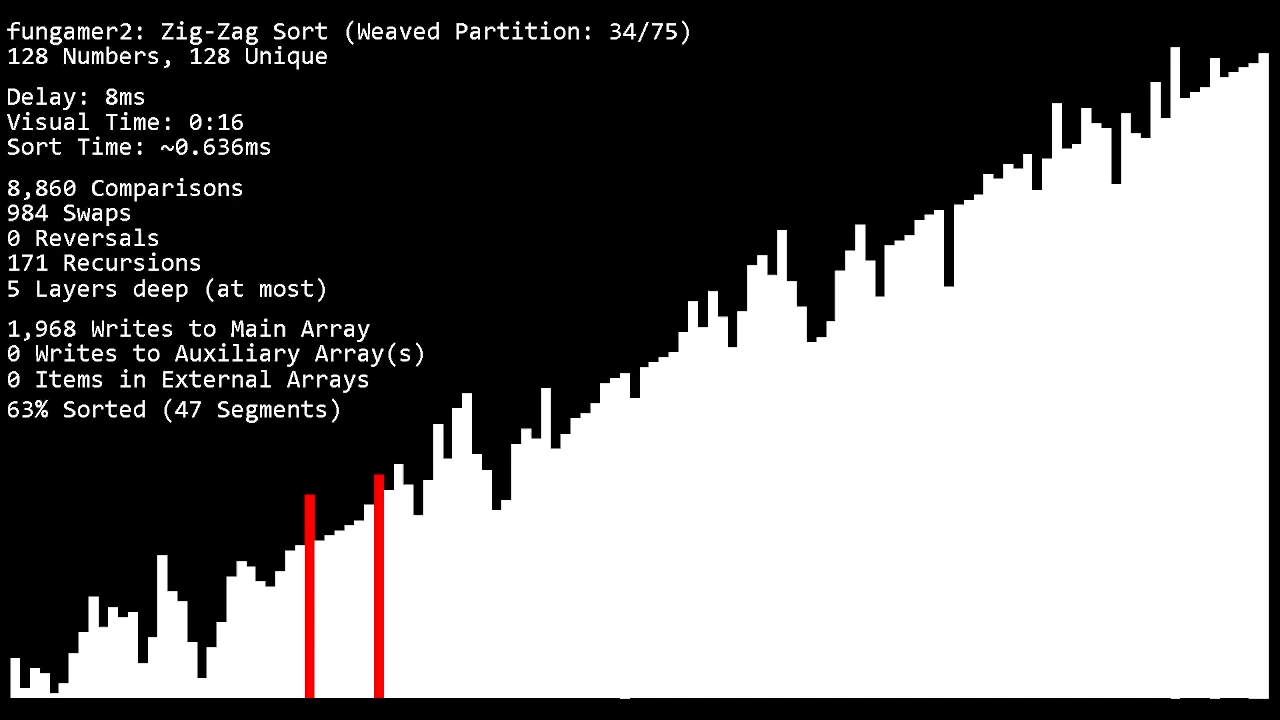 fungamer2: Zig-Zag Sort (Weaved Partition: 34/75)
128 Numbers, 128 Unique
Delay: 8ms
Visual Time: 0:16
Sort Time: ~0.636ms
8,860 Comparisons
984 Swaps
0 Reversals
171 Recursions
5 Layers deep (at most)
1,968 Writes to Main Array
0 Writes to Auxiliary Array(s)
0 Items in External Arrays
63% Sorted (47 Segments)